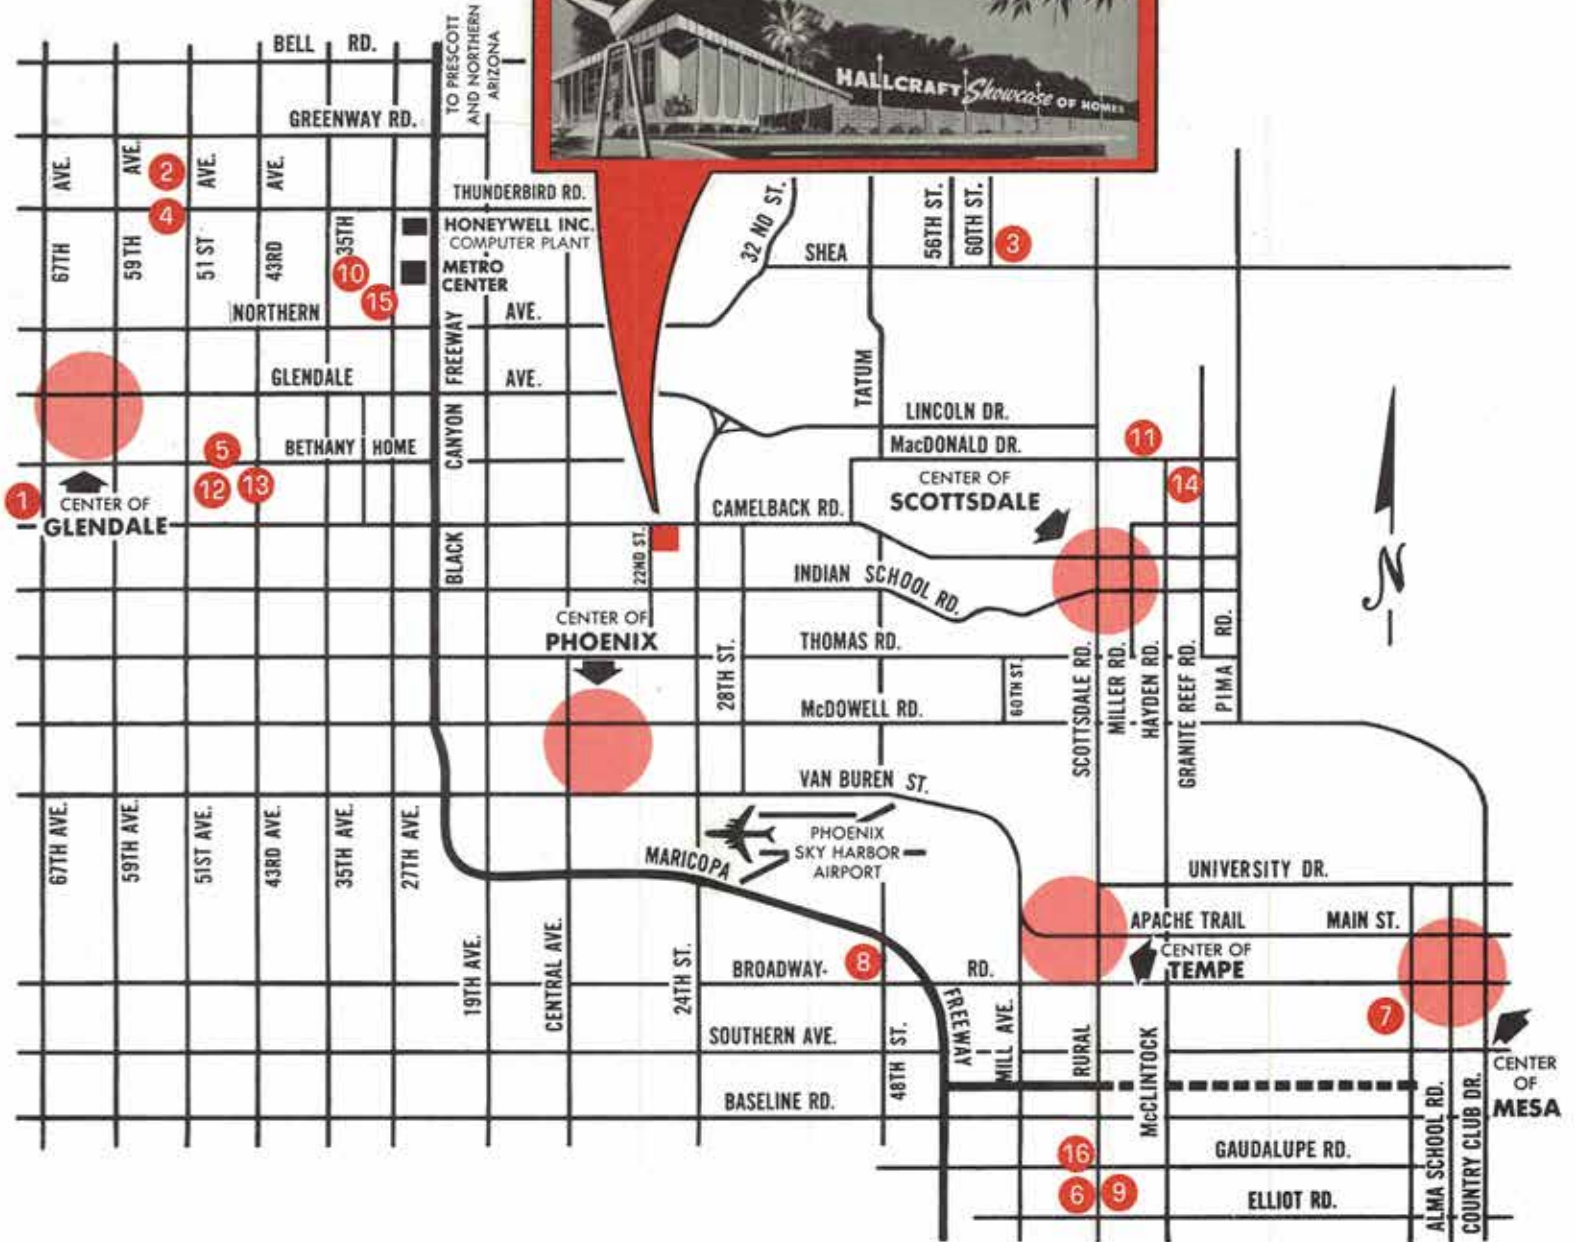 HALLCRAFT Showcase OF HOMES
BELL RD.
TO PRESCOTT
AND NORTHERN
ARIZONA
GREENWAY RD.
67TH AVE.
59TH AVE.
51 ST AVE.
43RD AVE.
35TH
2
4
THUNDERBIRD RD.
HONEYWELL INC.
COMPUTER PLANT
METRO
CENTER
10
15
32 ND ST.
SHEA
56TH ST.
60TH ST.
3
NORTHERN AVE.
GLENDALE AVE.
TATUM
LINCOLN DR.
MacDONALD DR.
11
14
5
12
13
1
BETHANY HOME
BLACK CANYON FREEWAY
CENTER OF
GLENDALE
CAMELBACK RD.
CENTER OF
SCOTTSDALE
22ND ST.
INDIAN SCHOOL RD.
N
CENTER OF
PHOENIX
THOMAS RD.
28TH ST.
60TH ST.
McDOWELL RD.
SCOTTSDALE RD.
MILLER RD.
HAYDEN RD.
GRANITE REEF RD.
PIMA RD.
VAN BUREN ST.
67TH AVE.
59TH AVE.
51ST AVE.
43RD AVE.
35TH AVE.
27TH AVE.
PHOENIX
SKY HARBOR
AIRPORT
MARICOPA FREEWAY
UNIVERSITY DR.
APACHE TRAIL
MAIN ST.
CENTER OF
TEMPE
19TH AVE.
CENTRAL AVE.
24TH ST.
BROADWAY- RD.
8
7
SOUTHERN AVE.
48TH ST.
MILL AVE.
RURAL
McCLINTOCK
CENTER
OF
MESA
BASELINE RD.
ALMA SCHOOL RD.
COUNTRY CLUB DR.
16
GAUDALUPE RD.
6
9
ELLIOT RD.